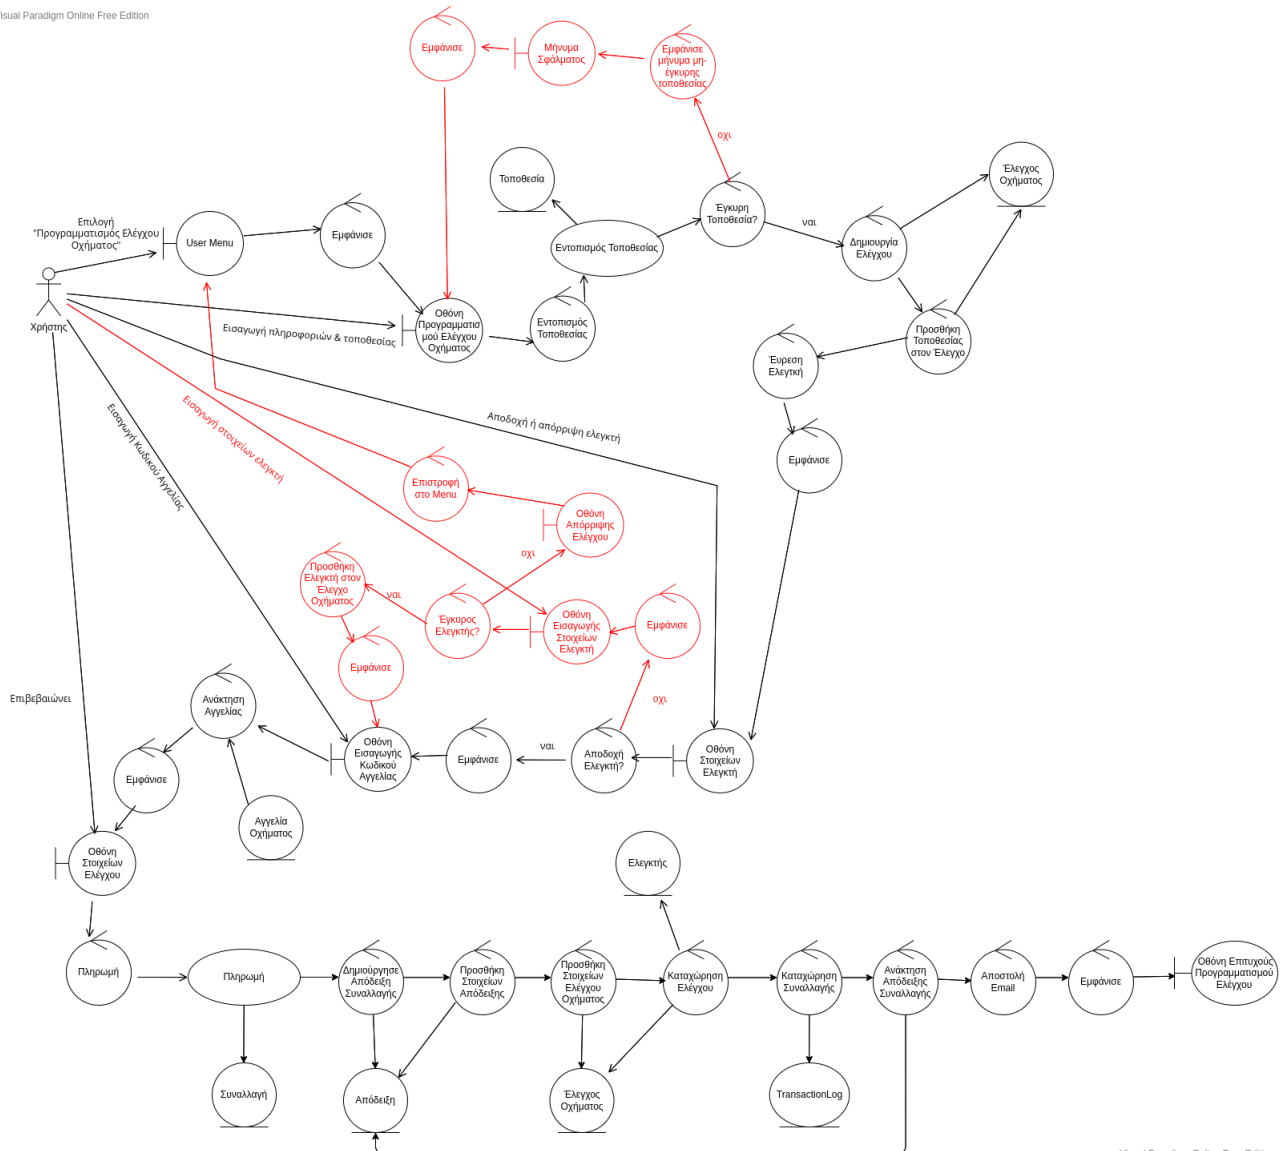 Visual Paradigm Online Free Edition
Εμφάνισε
Μήνυμα
Σφάλματος
Εμφάνισε
μήνυμα μη-
έγκυρης
τοποθεσίας
οχι
Τοποθεσία
Έλεγχος
Οχήματος
Έγκυρη
Τοποθεσία?
ναι
Επιλογή
"Προγραμματισμός Ελέγχου
Οχήματος"
User Menu
Εμφάνισε
Εντοπισμός Τοποθεσίας
Δημιουργία
Ελέγχου
Χρήστης
Εισαγωγή πληροφοριών & τοποθεσίας
Οθόνη
Προγραμματισ
μού Ελέγχου
Οχήματος
Εντοπισμός
Τοποθεσίας
Προσθήκη
Τοποθεσίας
στον Έλεγχο
Έυρεση
Ελεγτκή
Εισαγωγή Κωδικού Αγγελίας
Εισαγωγή στοιχείων ελεγκτή
Αποδοχή ή απόρριψη ελεγκτή
Εμφάνισε
Επιστροφή
στο Menu
Οθόνη
Απόρριψης
Ελέγχου
οχι
Προσθήκη
Ελεγκτή στον
Έλεγχο
Οχήματος
ναι
Έγκυρος
Ελεγκτής?
Οθόνη
Εισαγωγής
Στοιχείων
Ελεγκτή
Εμφάνισε
Εμφάνισε
οχι
Επιβεβαιώνει
Ανάκτηση
Αγγελίας
Εμφάνισε
Οθόνη
Εισαγωγής
Κωδικού
Αγγελίας
Εμφάνισε
ναι
Αποδοχή
Ελεγκτή?
Οθόνη
Στοιχείων
Ελεγκτή
Αγγελία
Οχήματος
Οθόνη
Στοιχείων
Ελέγχου
Ελεγκτής
Πληρωμή
Πληρωμή
Δημιούργησε
Απόδειξη
Συναλλαγής
Προσθήκη
Στοιχείων
Απόδειξης
Προσθήκη
Στοιχείων
Ελέγχου
Οχήματος
Καταχώρηση
Ελέγχου
Καταχώρηση
Συναλλαγής
Ανάκτηση
Απόδειξης
Συναλλαγής
Αποστολή
Email
Εμφάνισε
Οθόνη Επιτυχούς
Προγραμματισμού
Ελέγχου
Συναλλαγή
Απόδειξη
Έλεγχος
Οχήματος
TransactionLog